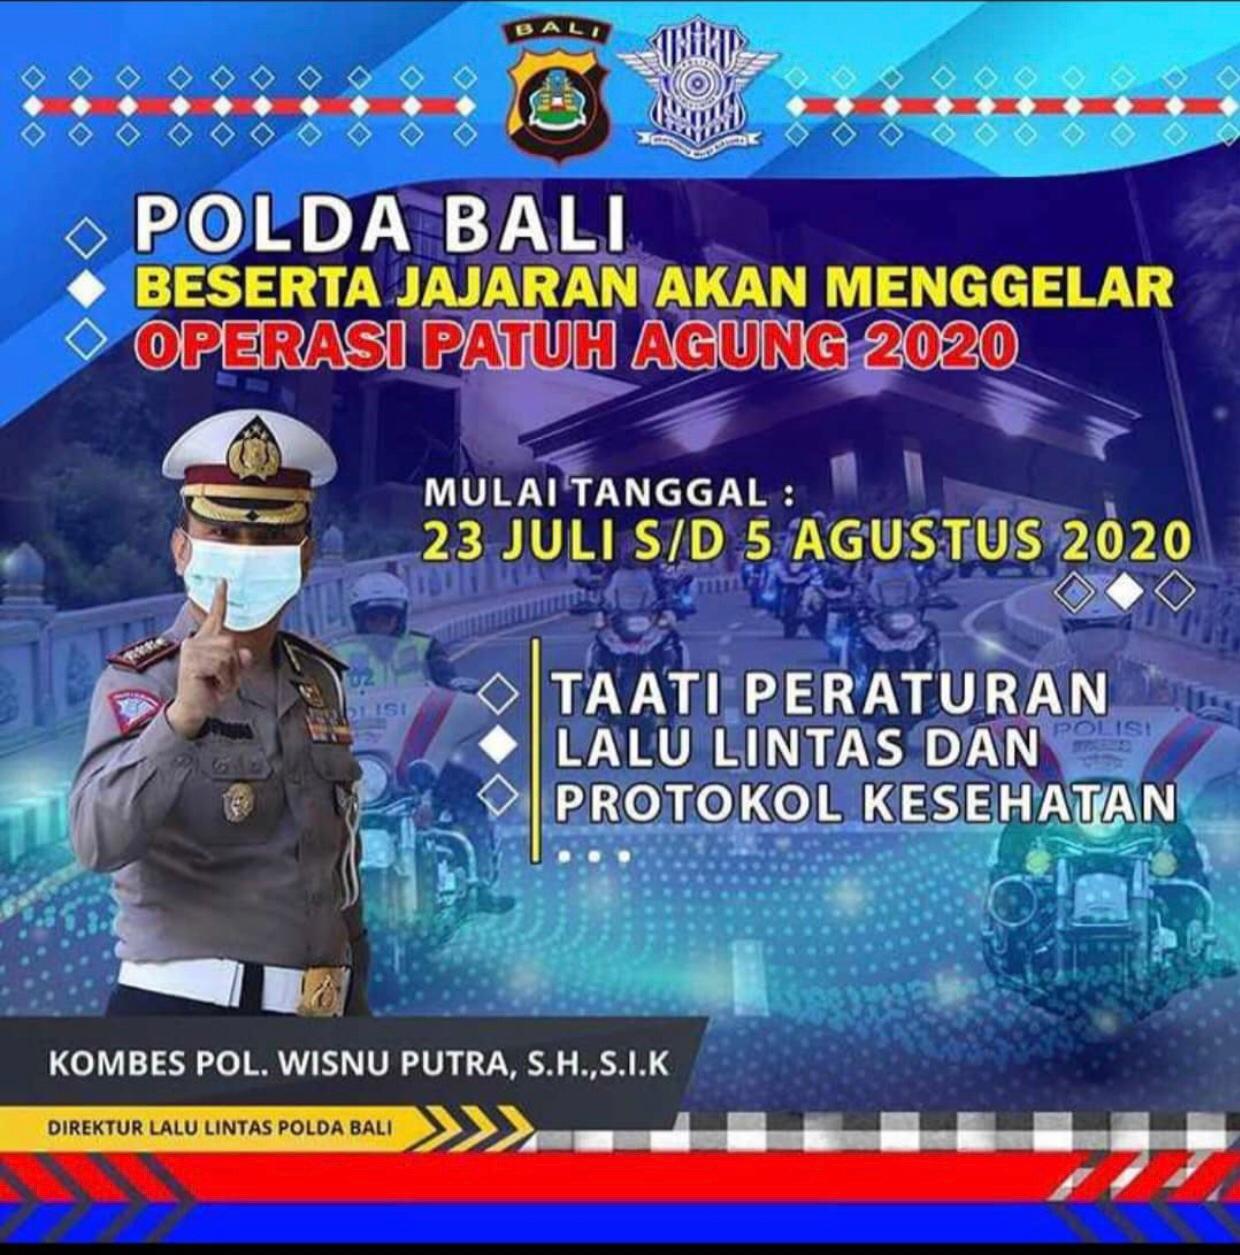 BALI
POLDA BALI
BESERTA JAJARAN AKAN MENGGELAR
OPERASI PATUH AGUNG 2020
MULAI TANGGAL :
23 JULI S/D 5 AGUSTUS 2020
TAATI PERATURAN
LALU LINTAS DAN
PROTOKOL KESEHATAN
...
POLISI
KOMBES POL. WISNU PUTRA, S.H.,S.I.K
DIREKTUR LALU LINTAS POLDA BALI